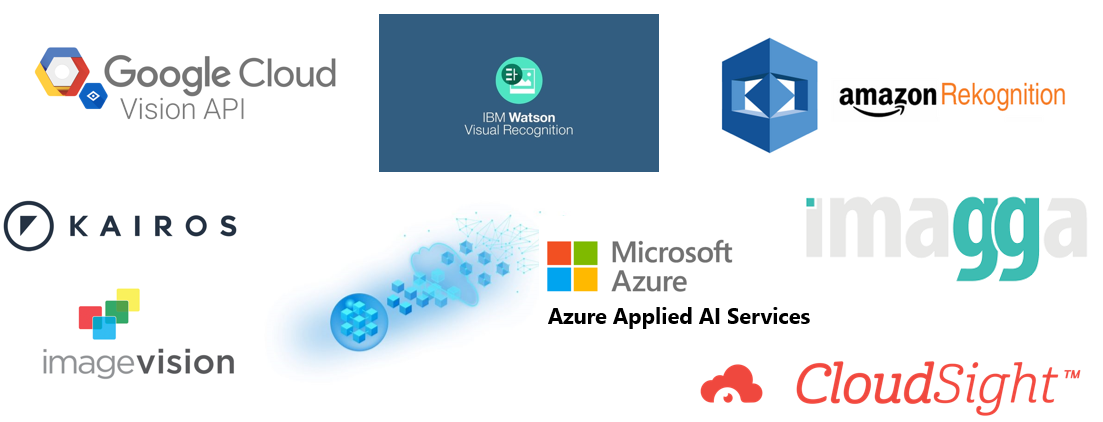 Google Cloud
Vision API
IBM Watson
Visual Recognition
amazon Rekognition
KAIROS
imagga
Microsoft
Azure
Azure Applied AI Services
imagevision
CloudSight™